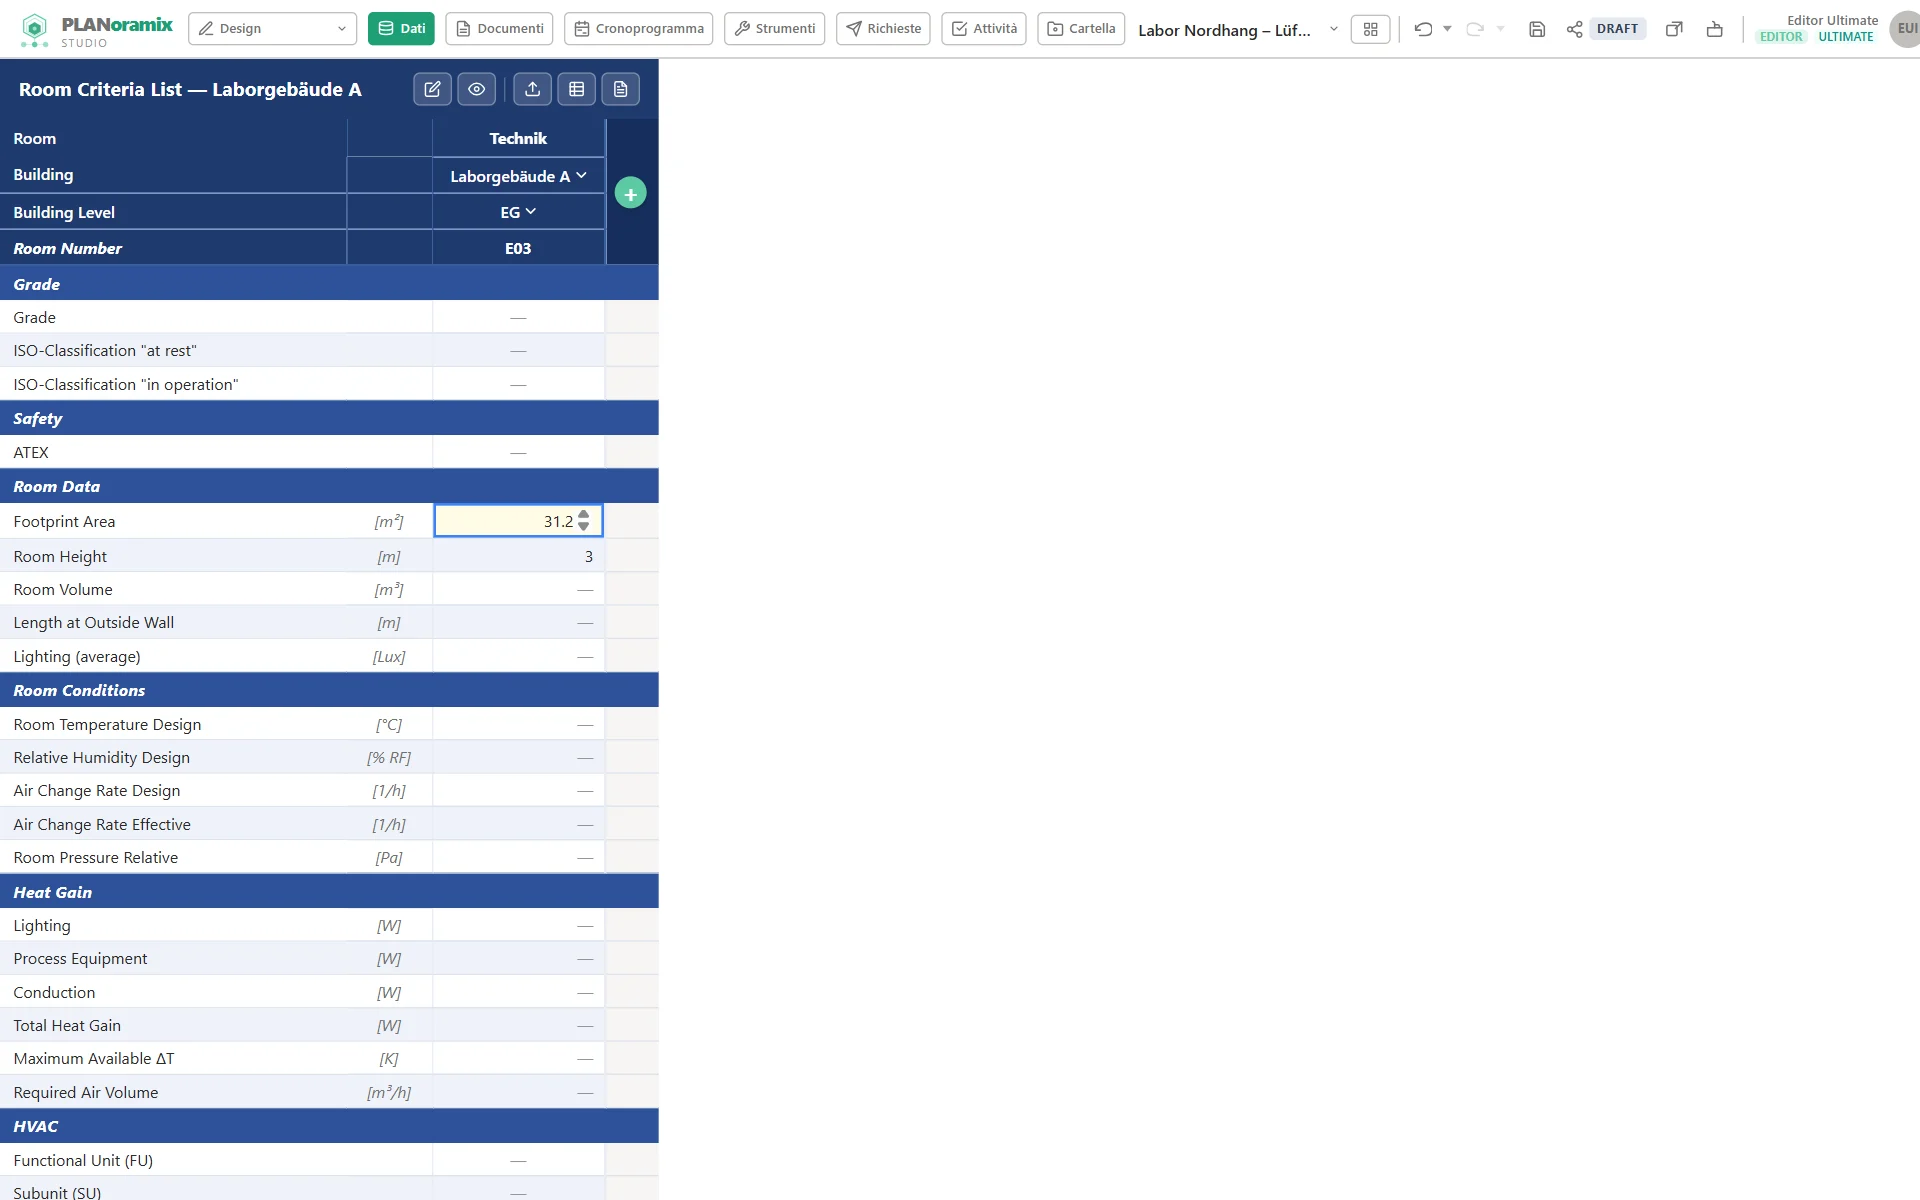 PLANoramix
STUDIO
Design
Dati
Documenti
Cronoprogramma
Strumenti
Richieste
Attività
Cartella
Labor Nordhang – Lüf...
DRAFT
Editor Ultimate
EDITOR ULTIMATE
EUI
Room Criteria List — Laborgebäude A
Room Technik
Building Laborgebäude A
+
Building Level EG
Room Number E03
Grade
Grade —
ISO-Classification "at rest" —
ISO-Classification "in operation" —
Safety
ATEX —
Room Data
Footprint Area [m²] 31.2
Room Height [m] 3
Room Volume [m³] —
Length at Outside Wall [m] —
Lighting (average) [Lux] —
Room Conditions
Room Temperature Design [°C] —
Relative Humidity Design [% RF] —
Air Change Rate Design [1/h] —
Air Change Rate Effective [1/h] —
Room Pressure Relative [Pa] —
Heat Gain
Lighting [W] —
Process Equipment [W] —
Conduction [W] —
Total Heat Gain [W] —
Maximum Available ΔT [K] —
Required Air Volume [m³/h] —
HVAC
Functional Unit (FU) —
Subunit (SU) —